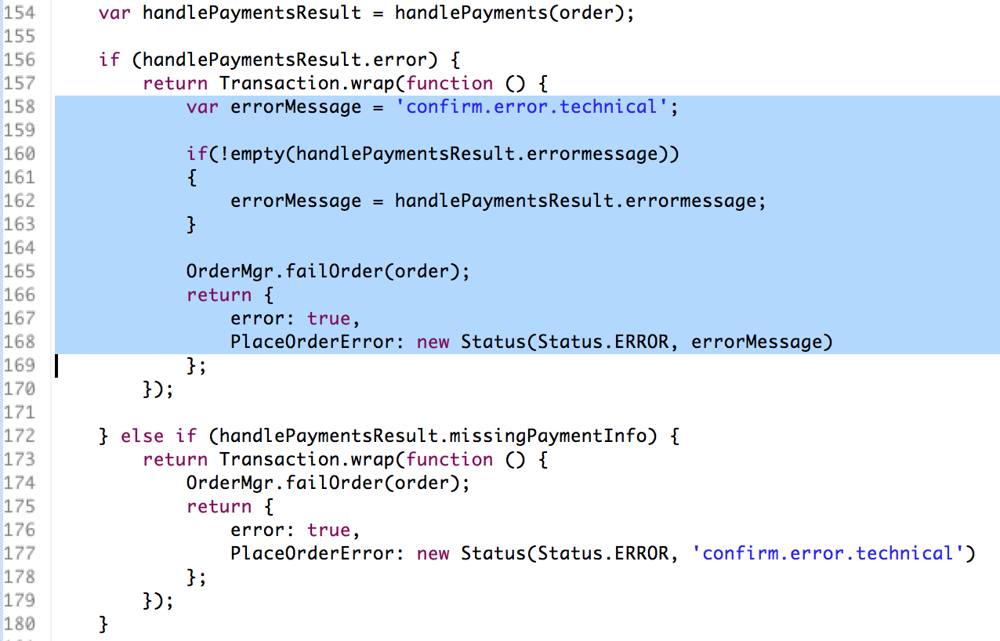 154 var handlePaymentsResult = handlePayments(order);
155
156 if (handlePaymentsResult.error) {
157 return Transaction.wrap(function () {
158 var errorMessage = 'confirm.error.technical';
159
160 if(!empty(handlePaymentsResult.errormessage))
161 {
162 errorMessage = handlePaymentsResult.errormessage;
163 }
164
165 OrderMgr.failOrder(order);
166 return {
167 error: true,
168 PlaceOrderError: new Status(Status.ERROR, errorMessage)
169 };
170 });
171
172 } else if (handlePaymentsResult.missingPaymentInfo) {
173 return Transaction.wrap(function () {
174 OrderMgr.failOrder(order);
175 return {
176 error: true,
177 PlaceOrderError: new Status(Status.ERROR, 'confirm.error.technical')
178 };
179 });
180 }